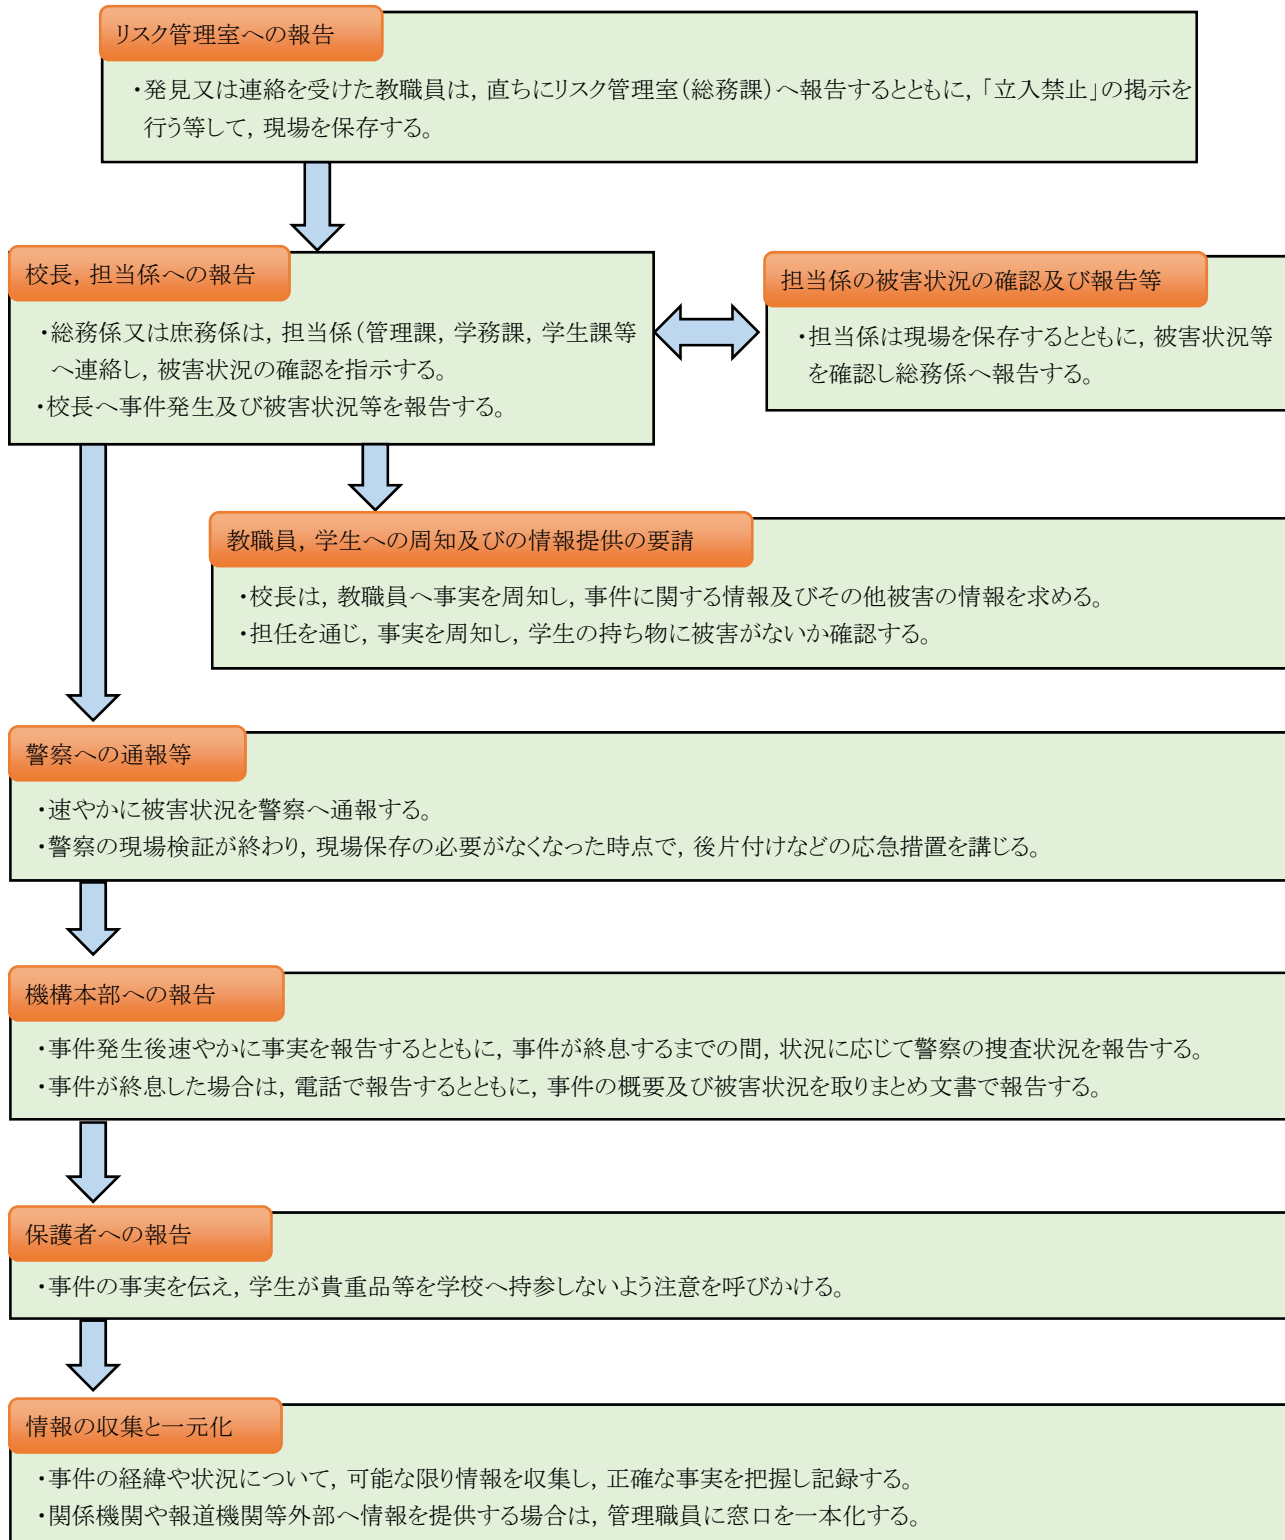 リスク管理室への報告
・発見又は連絡を受けた教職員は，直ちにリスク管理室（総務課）へ報告するとともに，「立入禁止」の掲示を
行う等して，現場を保存する。
校長，担当係への報告
・総務係又は庶務係は，担当係（管理課，学務課，学生課等
へ連絡し，被害状況の確認を指示する。
・校長へ事件発生及び被害状況等を報告する。
担当係の被害状況の確認及び報告等
・担当係は現場を保存するとともに，被害状況等
を確認し総務係へ報告する。
教職員，学生への周知及びの情報提供の要請
・校長は，教職員へ事実を周知し，事件に関する情報及びその他被害の情報を求める。
・担任を通じ，事実を周知し，学生の持ち物に被害がないか確認する。
警察への通報等
・速やかに被害状況を警察へ通報する。
・警察の現場検証が終わり，現場保存の必要がなくなった時点で，後片付けなどの応急措置を講じる。
機構本部への報告
・事件発生後速やかに事実を報告するとともに，事件が終息するまでの間，状況に応じて警察の捜査状況を報告する。
・事件が終息した場合は，電話で報告するとともに，事件の概要及び被害状況を取りまとめ文書で報告する。
保護者への報告
・事件の事実を伝え，学生が貴重品等を学校へ持参しないよう注意を呼びかける。
情報の収集と一元化
・事件の経緯や状況について，可能な限り情報を収集し，正確な事実を把握し記録する。
・関係機関や報道機関等外部へ情報を提供する場合は，管理職員に窓口を一本化する。